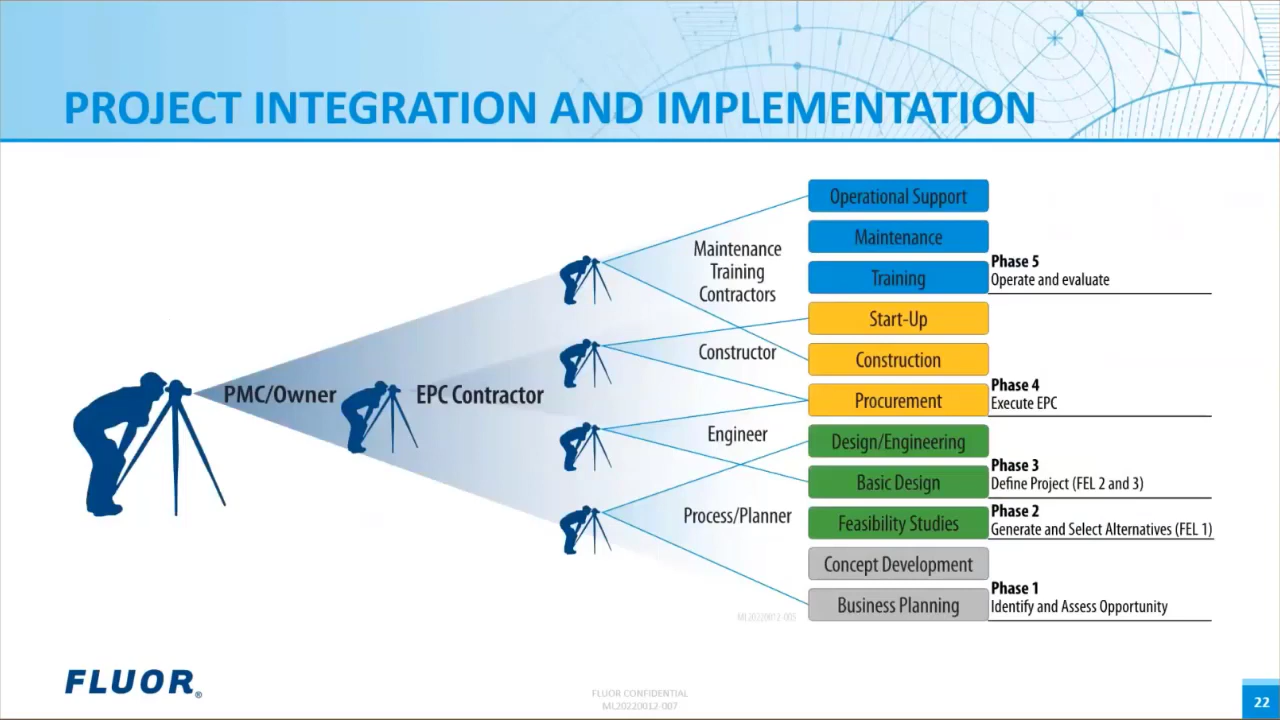 PROJECT INTEGRATION AND IMPLEMENTATION
PMC/Owner
EPC Contractor
Maintenance
Training
Contractors
Constructor
Engineer
Process/Planner
Operational Support
Maintenance
Training
Start-Up
Construction
Procurement
Design/Engineering
Basic Design
Feasibility Studies
Concept Development
Business Planning
Phase 5
Operate and evaluate
Phase 4
Execute EPC
Phase 3
Define Project (FEL 2 and 3)
Phase 2
Generate and Select Alternatives (FEL 1)
Phase 1
Identify and Assess Opportunity
FLUOR®
FLUOR CONFIDENTIAL
ML20220012-007
22